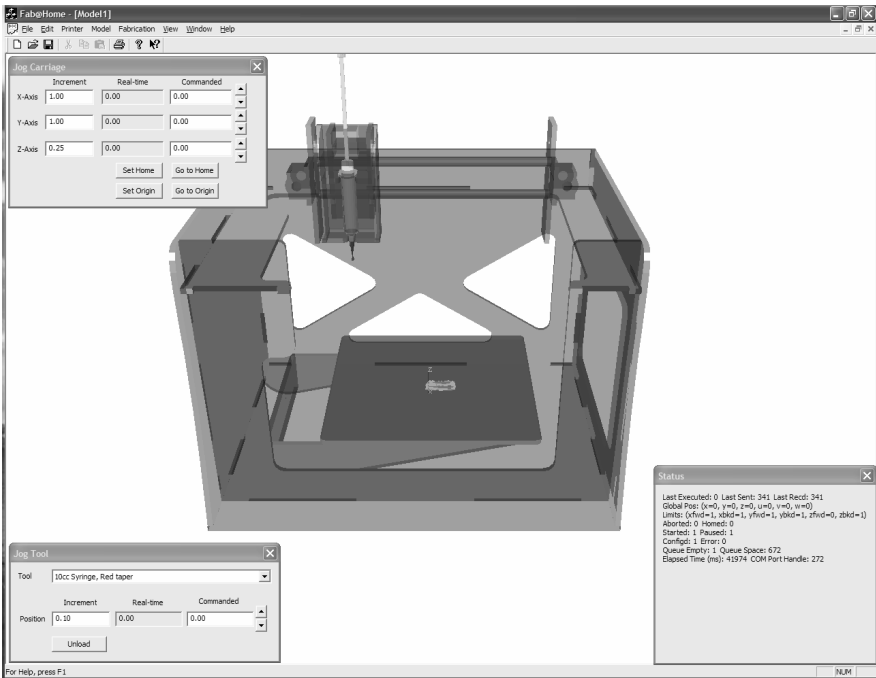 Fab@Home - [Model1]
File Edit Printer Model Fabrication View Window Help
Jog Carriage
Increment Real-time Commanded
X-Axis 1.00 0.00 0.00
Y-Axis 1.00 0.00 0.00
Z-Axis 0.25 0.00 0.00
Set Home Go to Home
Set Origin Go to Origin
z
Status
Last Executed: 0 Last Sent: 341 Last Recd: 341
Global Pos: (x=0, y=0, z=0, u=0, v=0, w=0)
Limits: (xfwd=1, xbkd=1, yfwd=1, ybkd=1, zfwd=0, zbkd=1)
Aborted: 0 Homed: 0
Started: 1 Paused: 1
Configd: 1 Error: 0
Queue Empty: 1 Queue Space: 672
Elapsed Time (ms): 41974 COM Port Handle: 272
Jog Tool
Tool 10cc Syringe, Red taper
Increment Real-time Commanded
Position 0.10 0.00 0.00
Unload
For Help, press F1 NUM